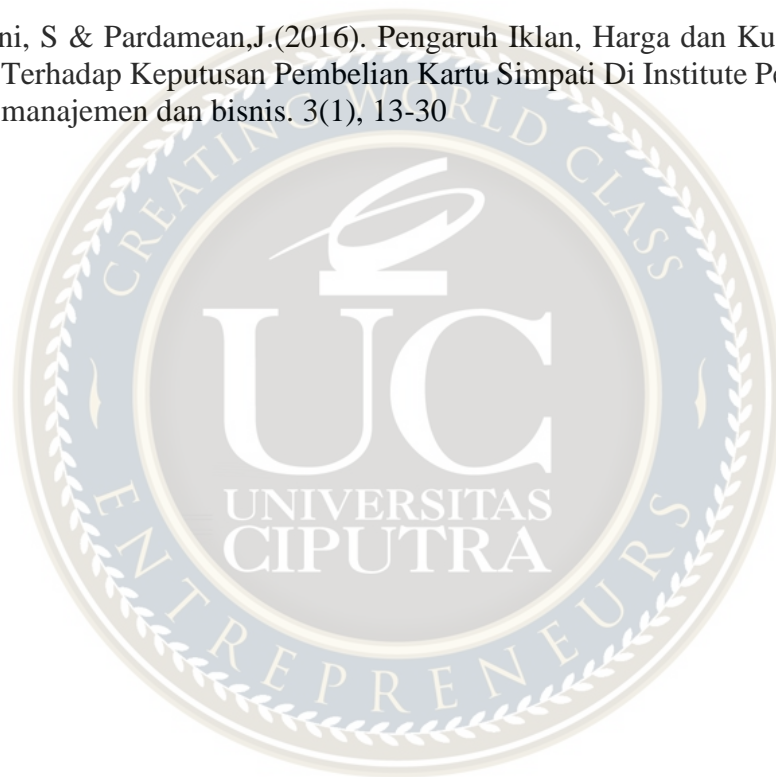 ni, S & Pardamean,J.(2016). Pengaruh Iklan, Harga dan Ku
Terhadap Keputusan Pembelian Kartu Simpati Di Institute Pe
manajemen dan bisnis. 3(1), 13-30
CREATING WORLD CLASS
UC
UNIVERSITAS
CIPUTRA
ENTREPRENEURS